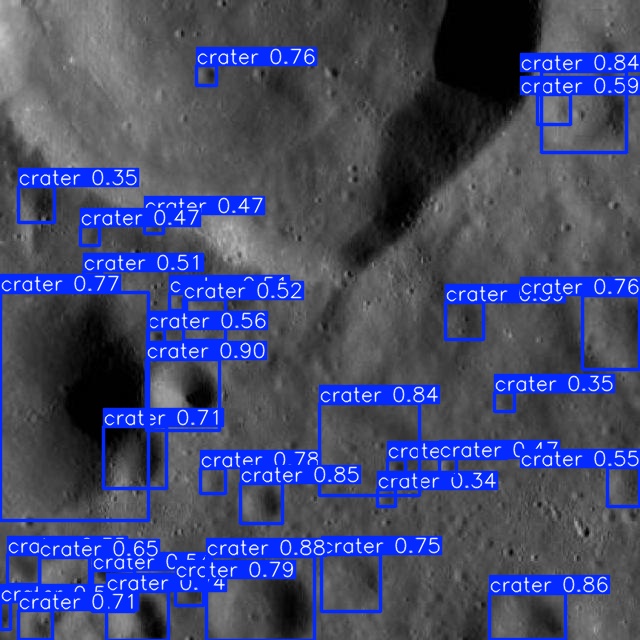 crater 0.76
crater 0.84
crater 0.59
crater 0.35
crater 0.47
crater 0.47
crater 0.51
crater 0.52
crater 0.77
crater 0.76
crater 0.56
crater 0.90
crater 0.35
crater 0.84
crater 0.71
crater 0.47
crater 0.78
crater 0.55
crater 0.85
crater 0.34
crater 0.65
crater 0.88
crater 0.75
crater 0.79
crater 0.86
crater 0.71